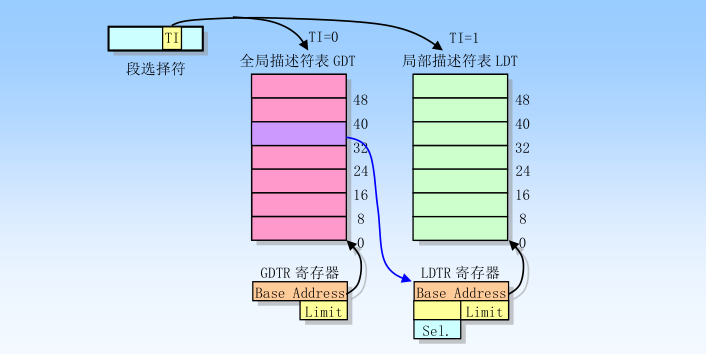 TI
TI=0
TI=1
段选择符
全局描述符表 GDT
局部描述符表 LDT
48
40
32
24
16
8
0
48
40
32
24
16
8
0
GDTR 寄存器
Base Address
Limit
LDTR 寄存器
Base Address
Limit
Sel.